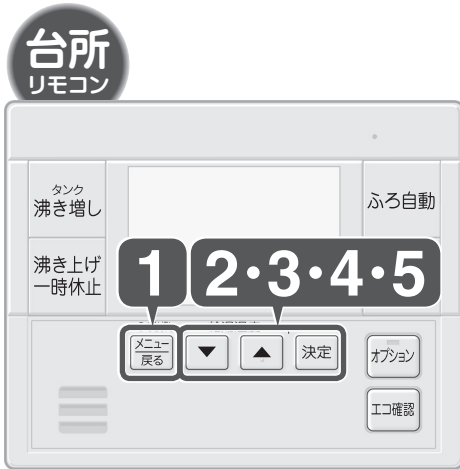 台所
リモコン
タンク
沸き増し
ふろ自動
沸き上げ
一時休止
1
2・3・4・5
メニュー
戻る
▼
▲
決定
オプション
エコ確認